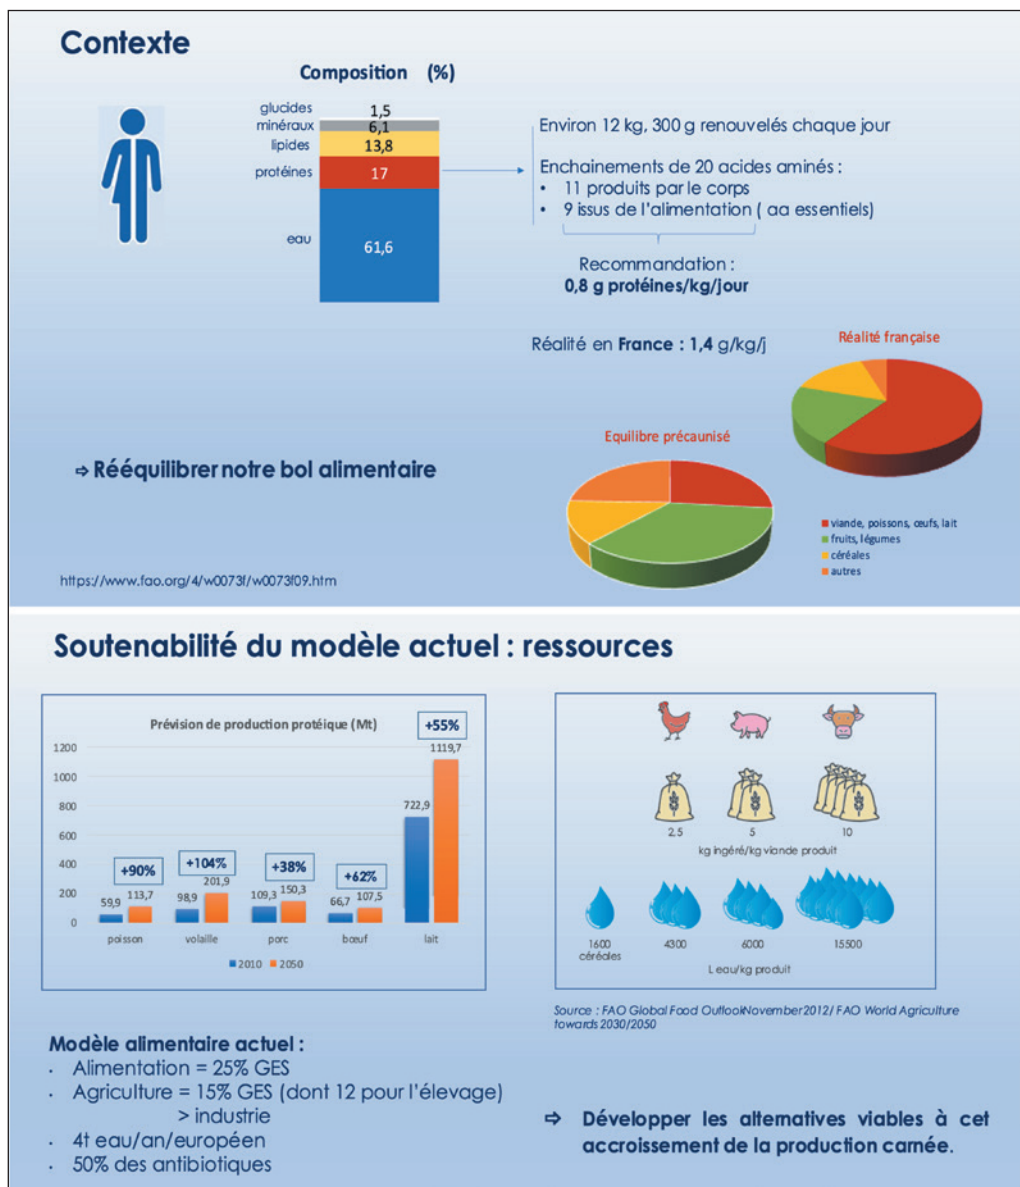 Contexte
Composition (%)
glucides 1,5
minéraux 6,1
lipides 13,8
protéines 17
eau 61,6
Environ 12 kg, 300 g renouvelés chaque jour
Enchainements de 20 acides aminés :
• 11 produits par le corps
• 9 issus de l'alimentation ( aa essentiels)
Recommandation :
0,8 g protéines/kg/jour
Réalité en France : 1,4 g/kg/j
Réalité française
Equilibre précaunisé
⇨ Rééquilibrer notre bol alimentaire
viande, poissons, œufs, lait
fruits, légumes
céréales
autres
https://www.fao.org/4/w0073f/w0073f09.htm
Soutenabilité du modèle actuel : ressources
Prévision de production protéique (Mt)
+55%
1200
1000
800
600
400
200
0
1119,7
722,9
+90%
+104%
+38%
+62%
59,9
113,7
98,9
201,9
109,3
150,3
66,7
107,5
poisson
volaille
porc
bœuf
lait
2010
2050
2,5
5
10
kg ingéré/kg viande produit
1600
céréales
4300
6000
15500
L eau/kg produit
Source : FAO Global Food OutlookNovember 2012/ FAO World Agriculture
towards 2030/2050
Modèle alimentaire actuel :
· Alimentation = 25% GES
· Agriculture = 15% GES (dont 12 pour l'élevage)
> industrie
· 4t eau/an/européen
· 50% des antibiotiques
⇨ Développer les alternatives viables à cet
accroissement de la production carnée.